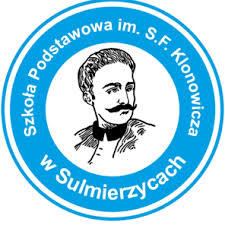 Szkoła Podstawowa im. S.F. Klonowicza
w Sulmierzycach